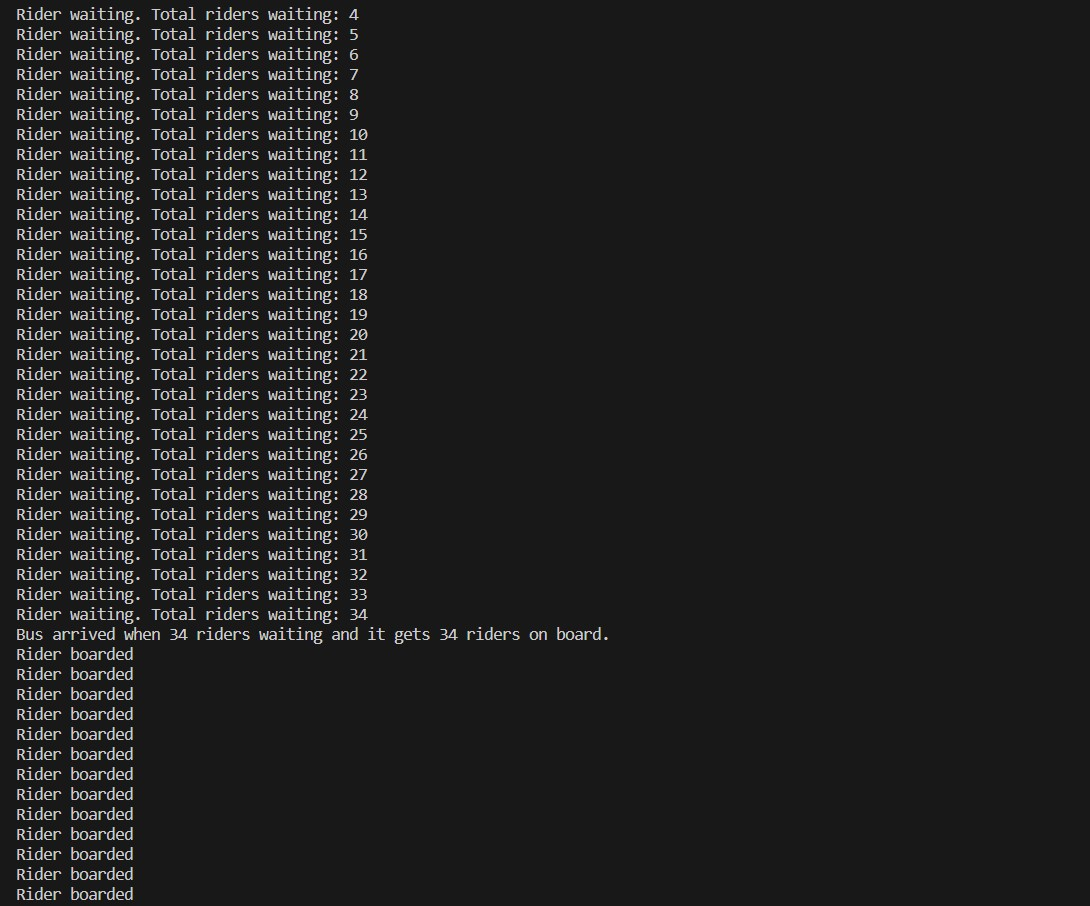 Rider waiting. Total riders waiting: 4
Rider waiting. Total riders waiting: 5
Rider waiting. Total riders waiting: 6
Rider waiting. Total riders waiting: 7
Rider waiting. Total riders waiting: 8
Rider waiting. Total riders waiting: 9
Rider waiting. Total riders waiting: 10
Rider waiting. Total riders waiting: 11
Rider waiting. Total riders waiting: 12
Rider waiting. Total riders waiting: 13
Rider waiting. Total riders waiting: 14
Rider waiting. Total riders waiting: 15
Rider waiting. Total riders waiting: 16
Rider waiting. Total riders waiting: 17
Rider waiting. Total riders waiting: 18
Rider waiting. Total riders waiting: 19
Rider waiting. Total riders waiting: 20
Rider waiting. Total riders waiting: 21
Rider waiting. Total riders waiting: 22
Rider waiting. Total riders waiting: 23
Rider waiting. Total riders waiting: 24
Rider waiting. Total riders waiting: 25
Rider waiting. Total riders waiting: 26
Rider waiting. Total riders waiting: 27
Rider waiting. Total riders waiting: 28
Rider waiting. Total riders waiting: 29
Rider waiting. Total riders waiting: 30
Rider waiting. Total riders waiting: 31
Rider waiting. Total riders waiting: 32
Rider waiting. Total riders waiting: 33
Rider waiting. Total riders waiting: 34
Bus arrived when 34 riders waiting and it gets 34 riders on board.
Rider boarded
Rider boarded
Rider boarded
Rider boarded
Rider boarded
Rider boarded
Rider boarded
Rider boarded
Rider boarded
Rider boarded
Rider boarded
Rider boarded
Rider boarded